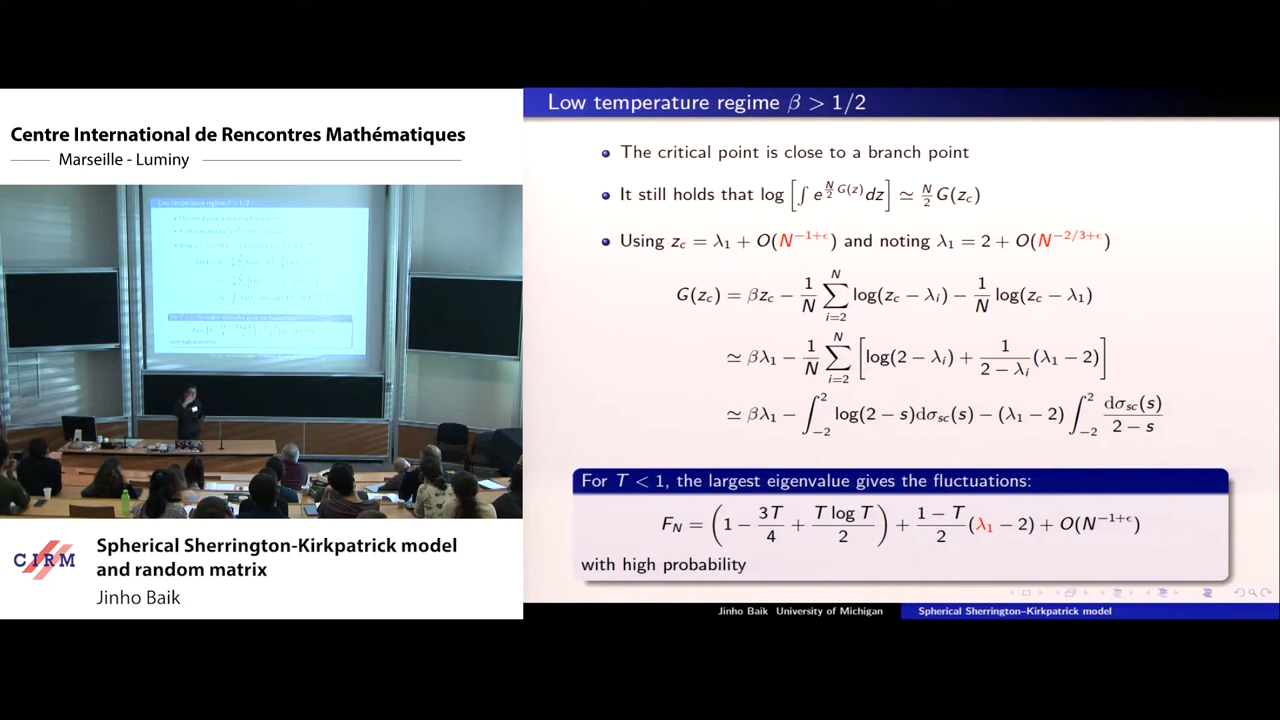 Centre International de Rencontres Mathématiques
Marseille - Luminy
CIRM
Spherical Sherrington-Kirkpatrick model
and random matrix
Jinho Baik
Low temperature regime β > 1/2
The critical point is close to a branch point
It still holds that log [∫ e^{N/2 G(z)} dz] ≃ N/2 G(z_c)
Using z_c = λ_1 + O(N^{−1+ϵ}) and noting λ_1 = 2 + O(N^{−2/3+ϵ})
G(z_c) = βz_c − 1/N ∑_{i=2}^{N} log(z_c − λ_i) − 1/N log(z_c − λ_1)
≃ βλ_1 − 1/N ∑_{i=2}^{N} [log(2 − λ_i) + 1/(2 − λ_i) (λ_1 − 2)]
≃ βλ_1 − ∫_{−2}^{2} log(2 − s)dσ_{sc}(s) − (λ_1 − 2) ∫_{−2}^{2} dσ_{sc}(s)/(2 − s)
For T < 1, the largest eigenvalue gives the fluctuations:
F_N = (1 − 3T/4 + T log T/2) + (1 − T)/2 (λ_1 − 2) + O(N^{−1+ϵ})
with high probability
Jinho Baik University of Michigan
Spherical Sherrington–Kirkpatrick model